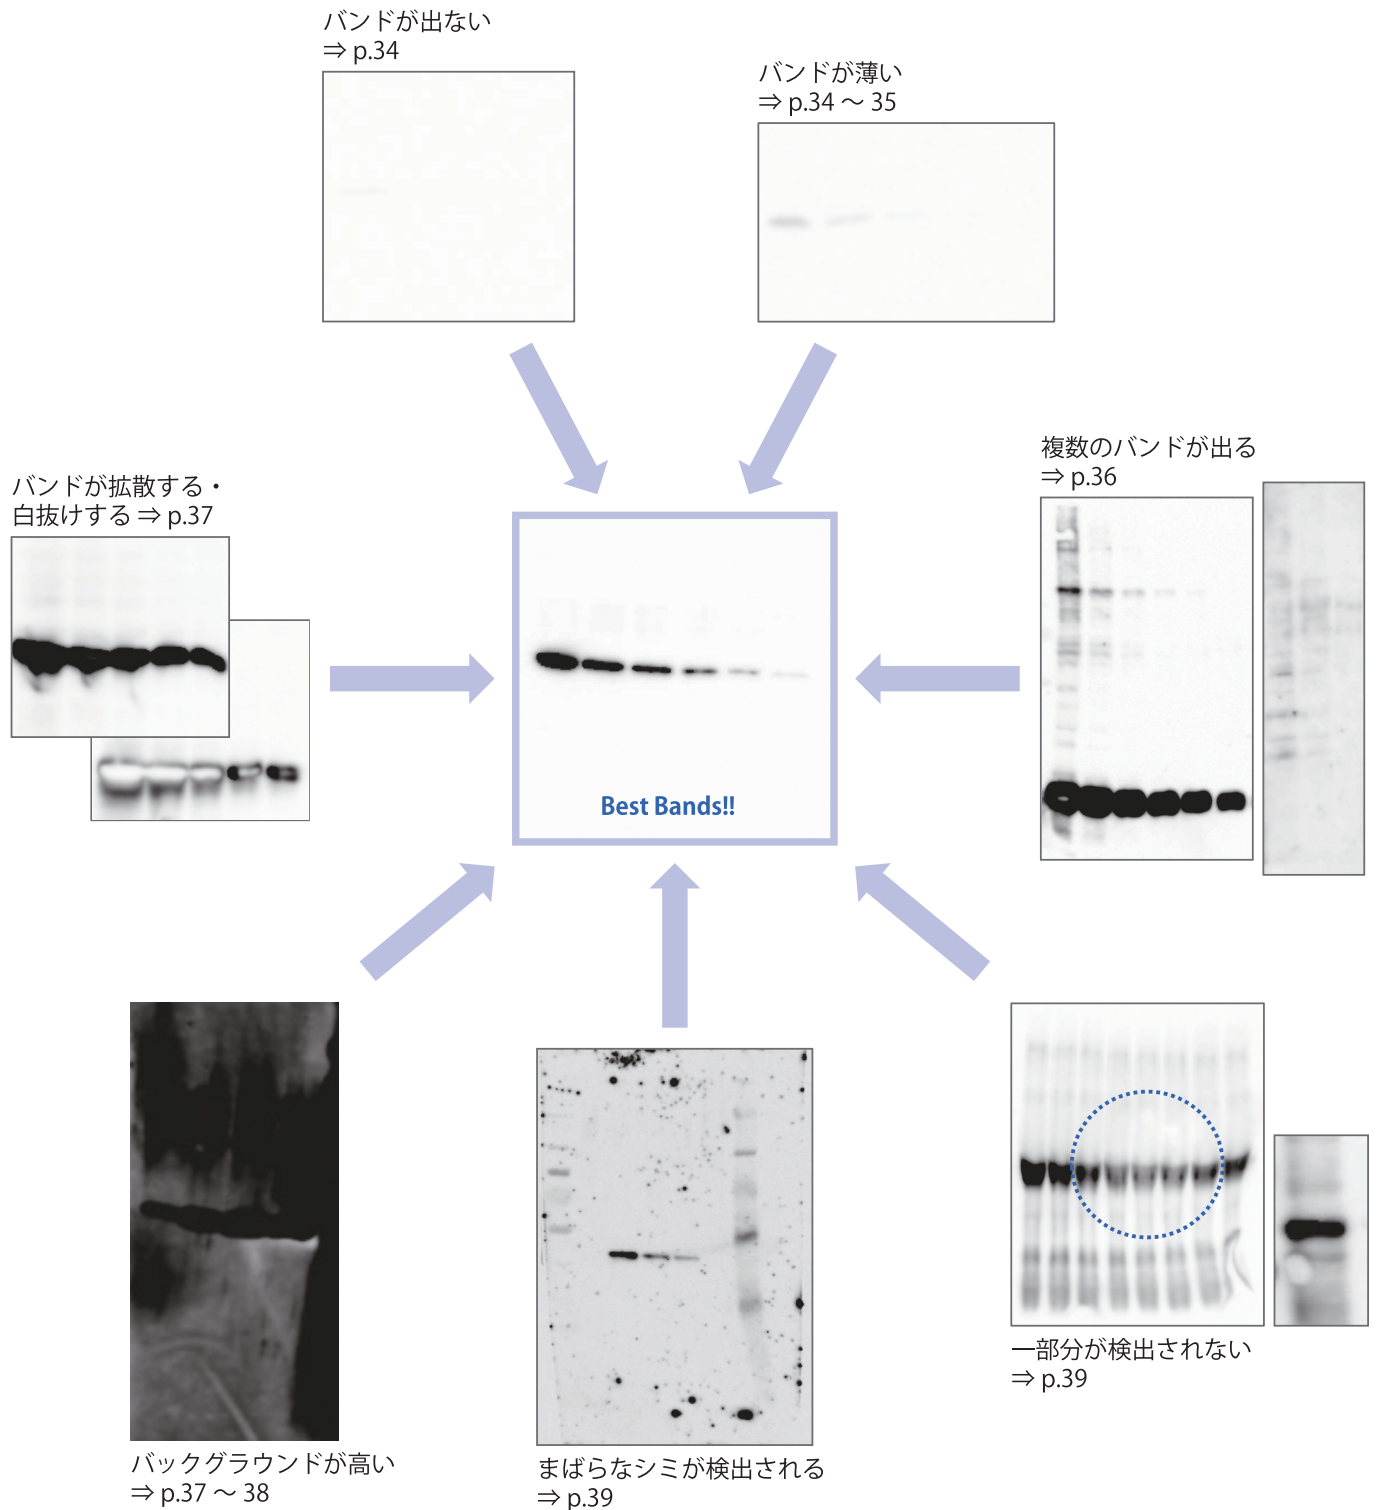 バンドが出ない
⇒ p.34
バンドが薄い
⇒ p.34 ～ 35
複数のバンドが出る
⇒ p.36
バンドが拡散する・
白抜けする ⇒ p.37
Best Bands!!
一部分が検出されない
⇒ p.39
バックグラウンドが高い
⇒ p.37 ～ 38
まばらなシミが検出される
⇒ p.39